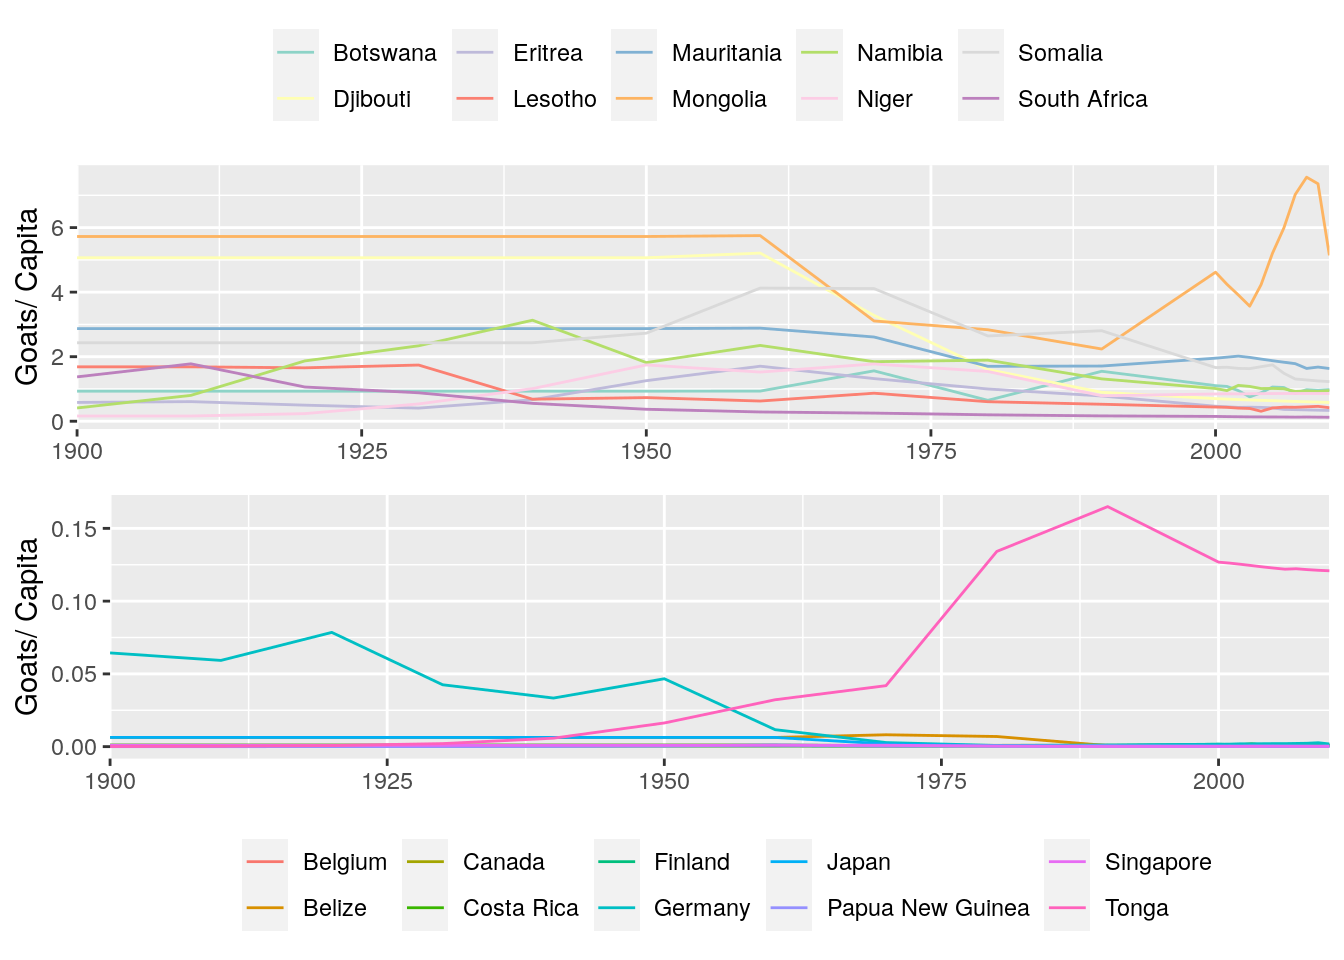 Botswana Eritrea Mauritania Namibia Somalia
Djibouti Lesotho Mongolia Niger South Africa
Goats/ Capita
6
4
2
0
1900 1925 1950 1975 2000
Goats/ Capita
0.15
0.10
0.05
0.00
1900 1925 1950 1975 2000
Belgium Canada Finland Japan Singapore
Belize Costa Rica Germany Papua New Guinea Tonga